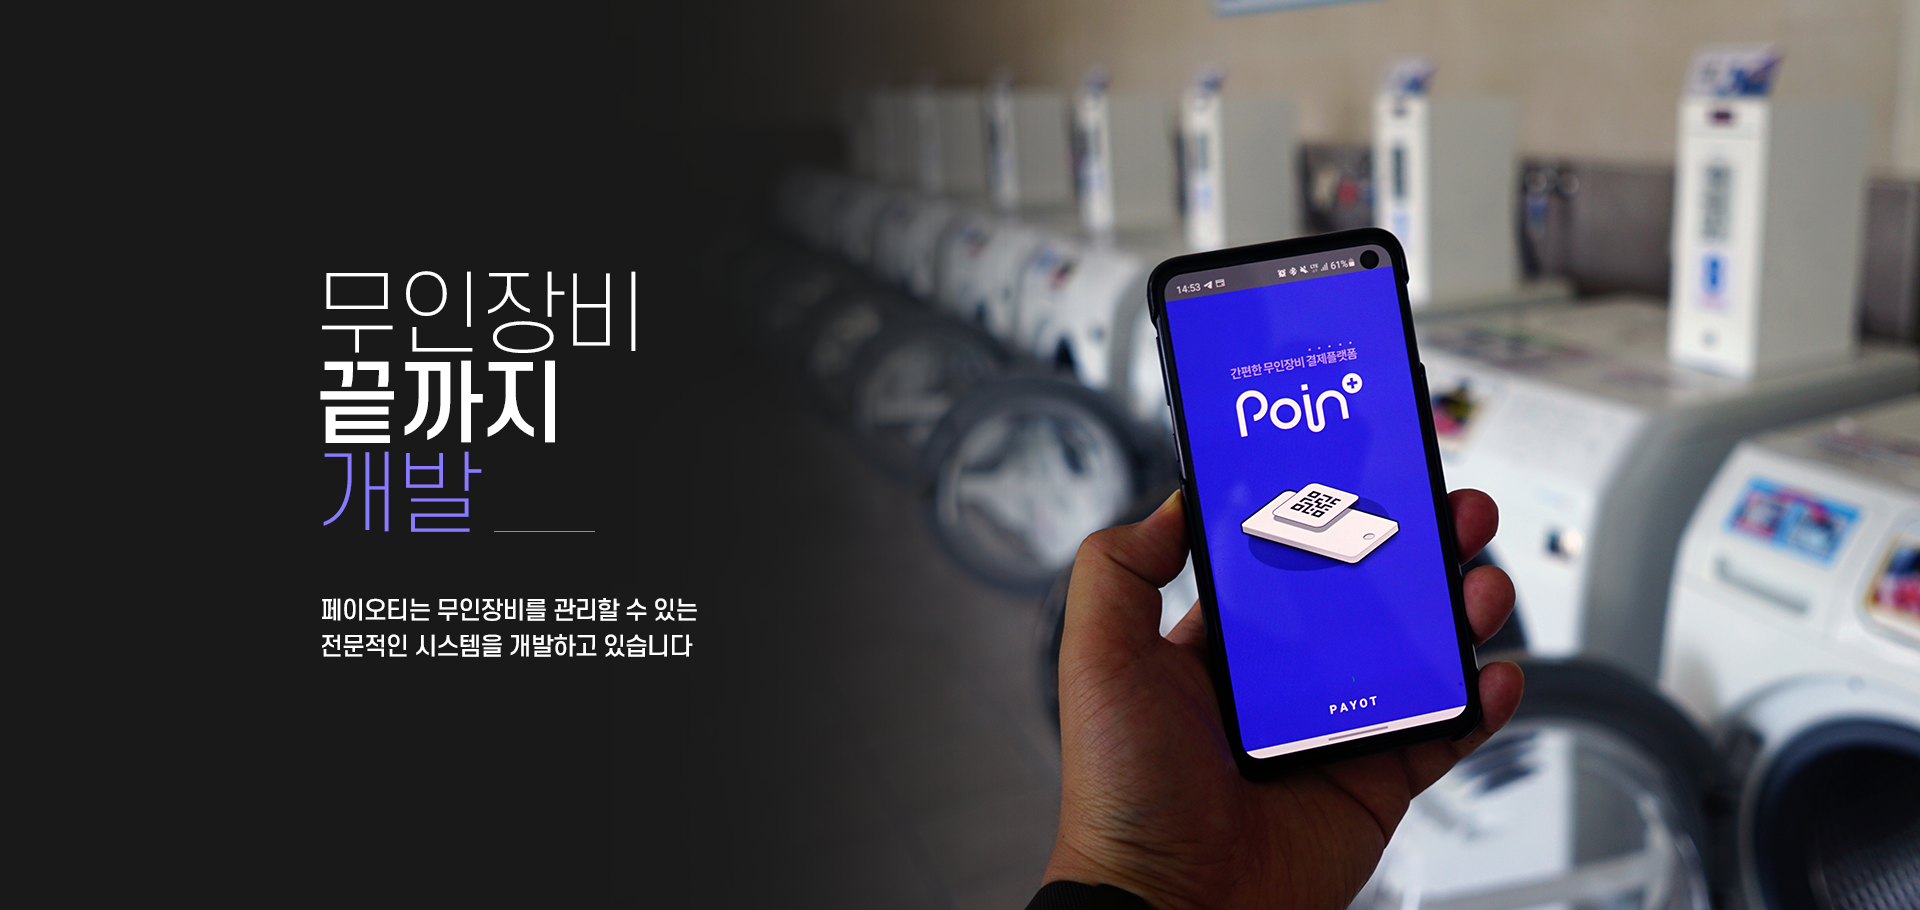 무인장비
끝까지
개발
페이오티는 무인장비를 관리할 수 있는
전문적인 시스템을 개발하고 있습니다
14:53
61%
간편한 무인장비 결제플랫폼
Poin+
PAYOT